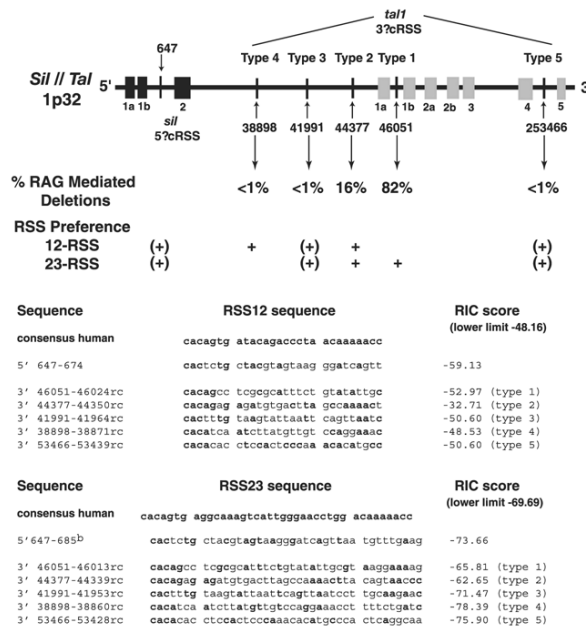 tal1
3?cRSS
647
Type 4
Type 3
Type 2
Type 1
Type 5
Sil // Tal
1p32
5'
3'
1a
1b
2
1a
1b
2a
2b
3
4
5
sil
5?cRSS
38898
41991
44377
46051
253466
% RAG Mediated
Deletions
<1%
<1%
16%
82%
<1%
RSS Preference
12-RSS (+) + (+) + (+)
23-RSS (+) (+) + + (+)
Sequence RSS12 sequence RIC score
(lower limit -48.16)
consensus human cacagtg atacagacccta acaaaaacc
5' 647-674 cactctg ctacgtagtaag ggatcagtt -59.13
3' 46051-46024rc cacagcc tcgcgcatttct gtatattgc -52.97 (type 1)
3' 44377-44350rc cacagag agatgtgactta gccaaaact -32.71 (type 2)
3' 41991-41964rc cactttg taagtattaatt cagttaatc -50.60 (type 3)
3' 38898-38871rc cacatca atcttatgttgt ccaggaaac -48.53 (type 4)
3' 53466-53439rc cacacac ctccactcccaa acacatgcc -50.60 (type 5)
Sequence RSS23 sequence RIC score
(lower limit -69.69)
consensus human cacagtg aggcaaagtcattgggaacctgg acaaaaacc
5'647-685b cactctg ctacgtagtaagggatcagttaa tgtttgaag -73.66
3' 46051-46013rc cacagcc tcgcgcatttctgtatattgcgt aaggaaaag -65.81 (type 1)
3' 44377-44339rc cacagag agatgtgacttagccaaaactta cagtaaccc -62.65 (type 2)
3' 41991-41953rc cactttg taagtattaattcagttaatcct tgcaagaac -71.47 (type 3)
3' 38898-38860rc cacatca atcttatgttgtccaggaaacct tttctgatc -78.39 (type 4)
3' 53466-53428rc cacacac ctccactcccaaacacatgccca ctccaggca -75.90 (type 5)